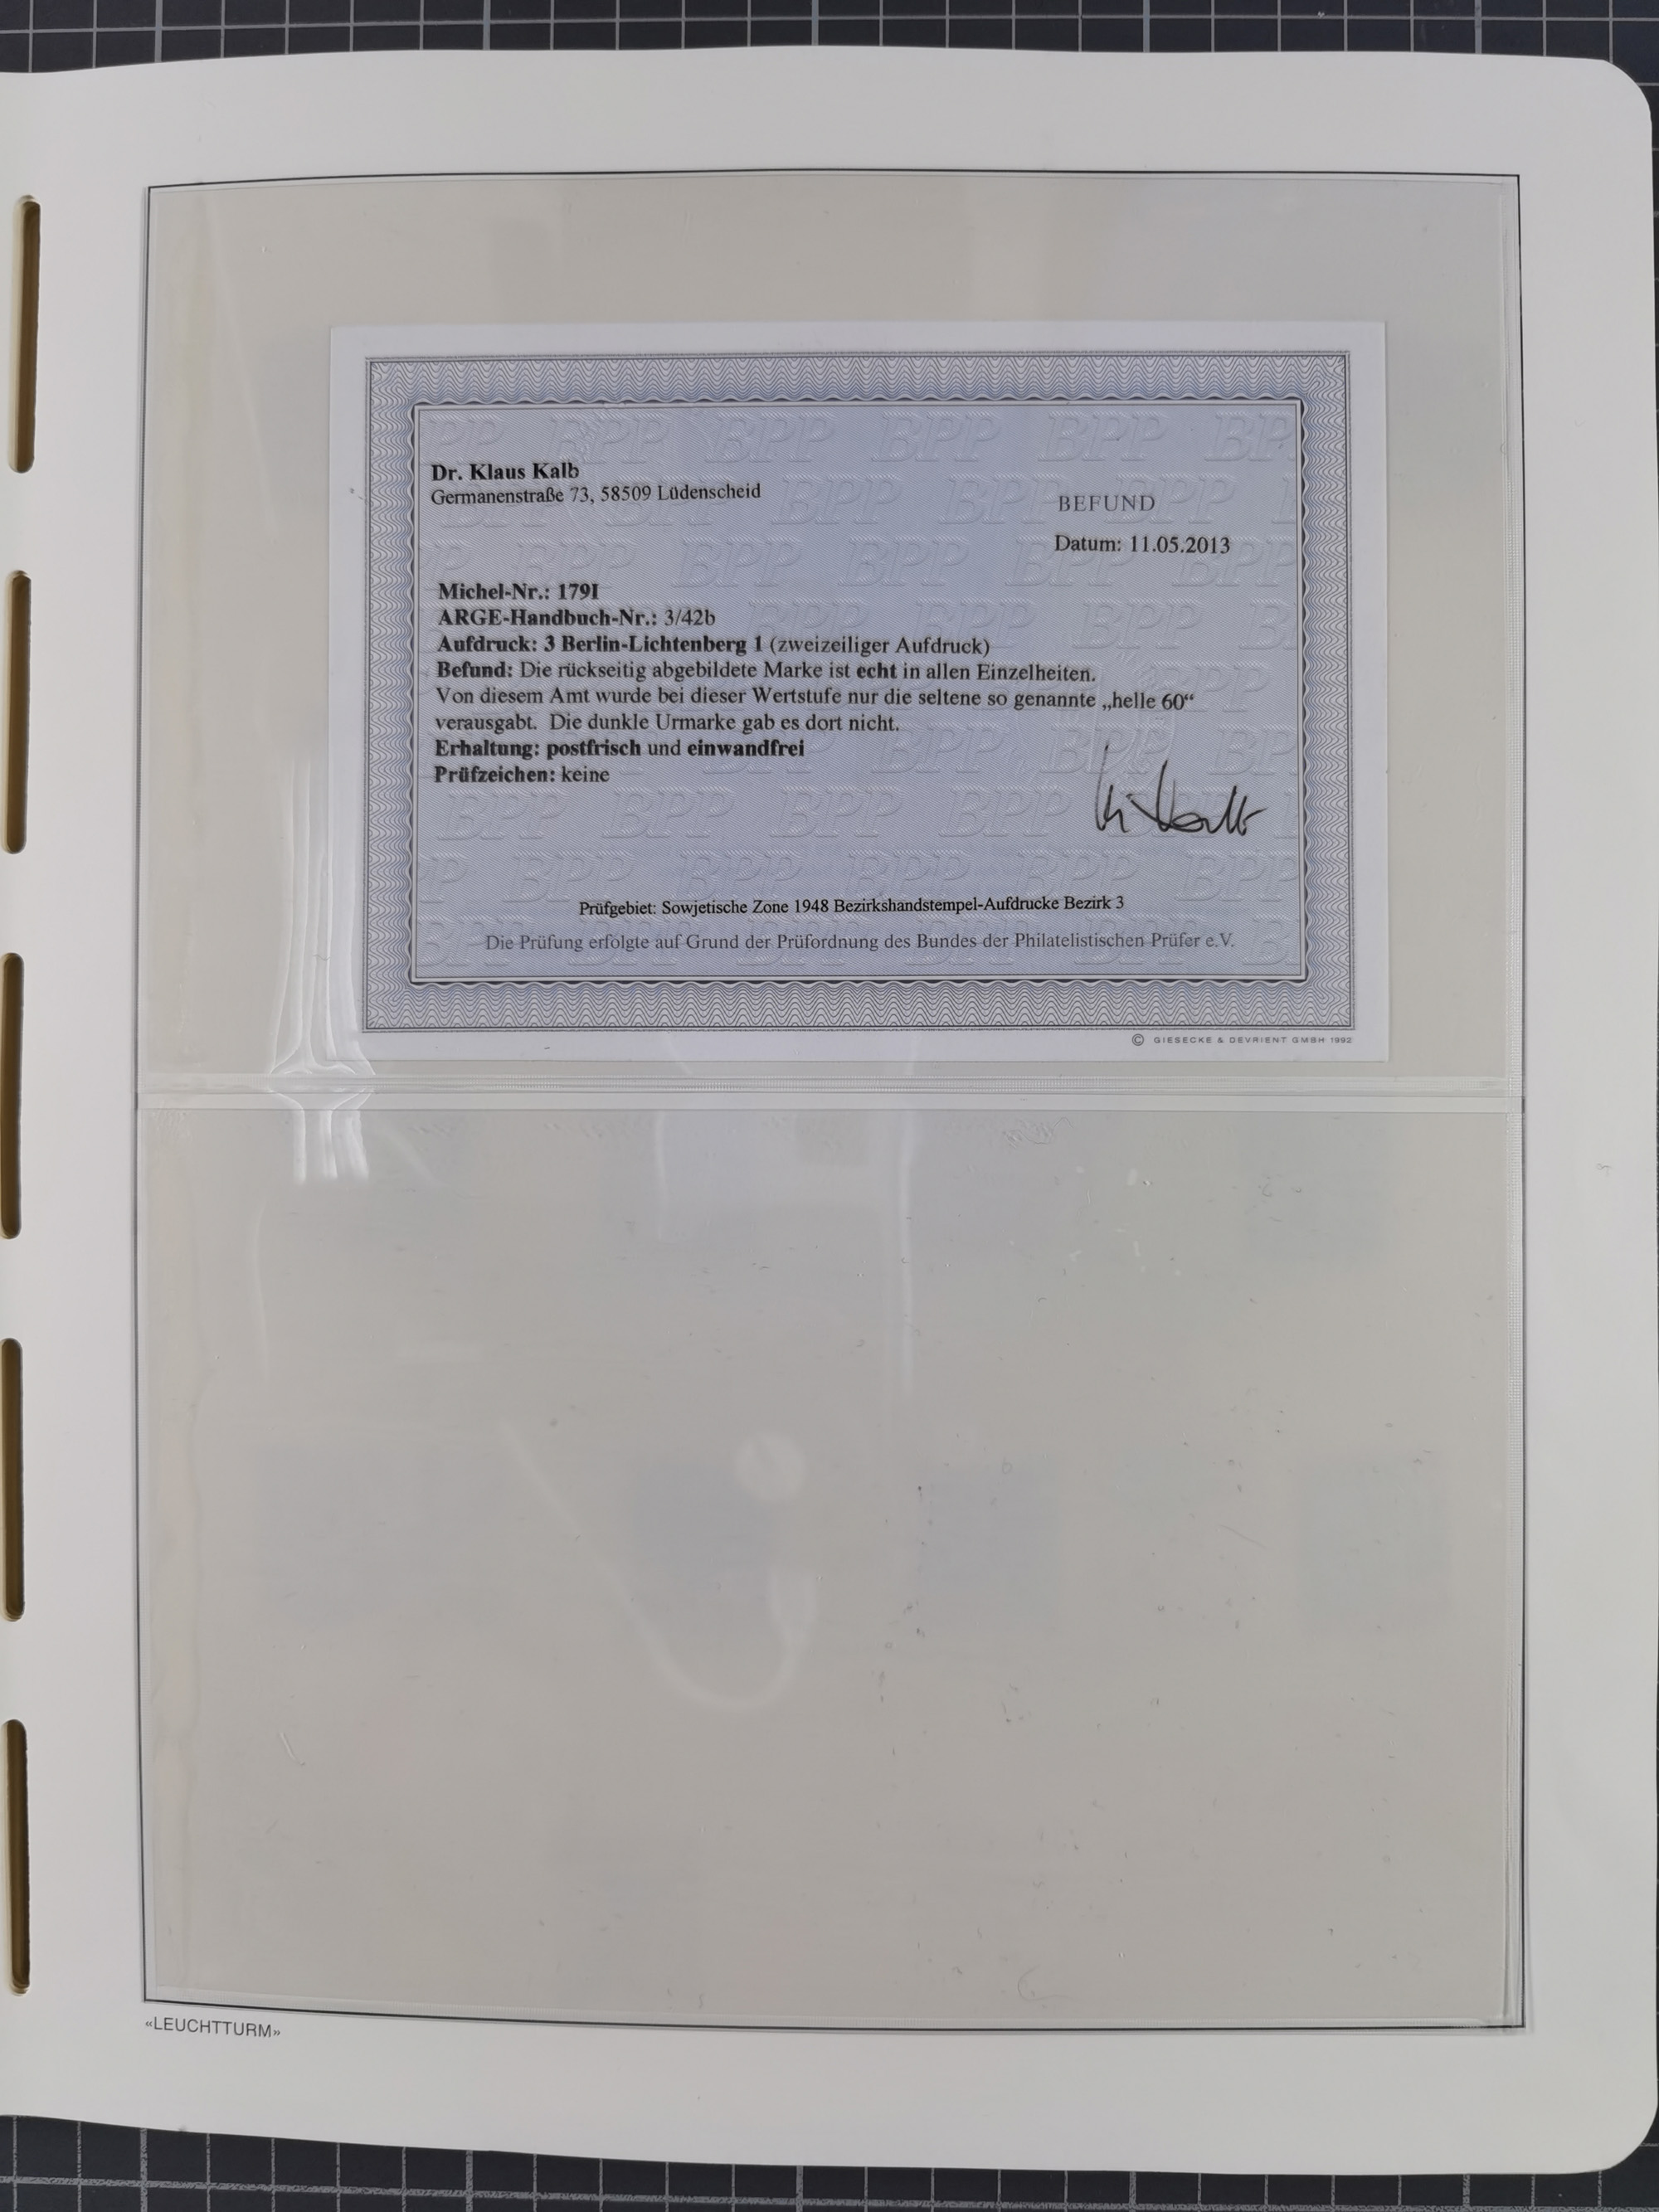 Dr. Klaus Kalb
Germanenstraße 73, 58509 Lüdenscheid
BEFUND
Datum: 11.05.2013
Michel-Nr.: 179I
ARGE-Handbuch-Nr.: 3/42b
Aufdruck: 3 Berlin-Lichtenberg 1 (zweizeiliger Aufdruck)
Befund: Die rückseitig abgebildete Marke ist echt in allen Einzelheiten.
Von diesem Amt wurde bei dieser Wertstufe nur die seltene so genannte „helle 60“
verausgabt. Die dunkle Urmarke gab es dort nicht.
Erhaltung: postfrisch und einwandfrei
Prüfzeichen: keine
Prüfgebiet: Sowjetische Zone 1948 Bezirkshandstempel-Aufdrucke Bezirk 3
Die Prüfung erfolgte auf Grund der Prüfordnung des Bundes der Philatelistischen Prüfer e.V.
© GIESECKE & DEVRIENT GMBH 1992
«LEUCHTTURM»